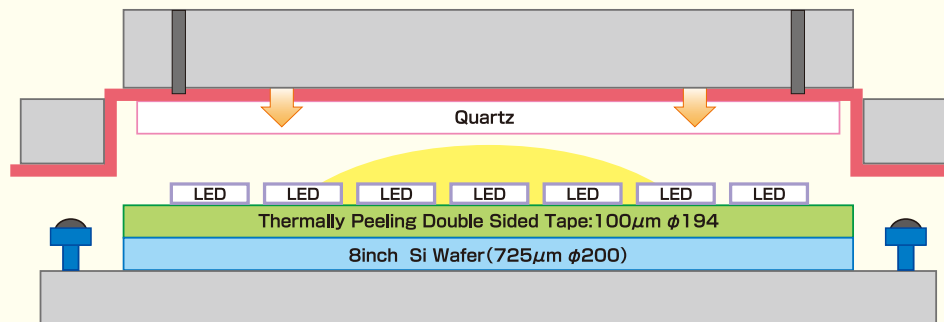 Quartz
LED LED LED LED LED LED LED
Thermally Peeling Double Sided Tape:100μm φ194
8inch Si Wafer(725μm φ200)